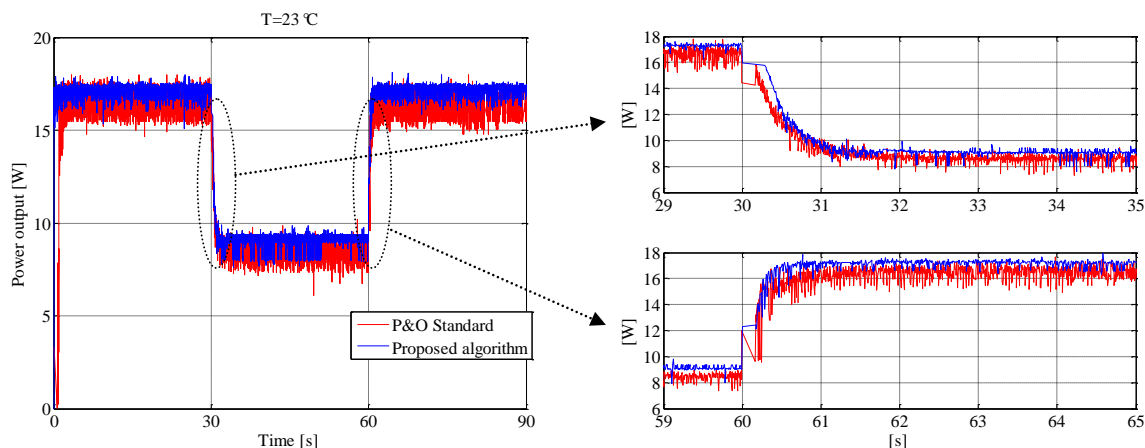 T=23 °C
20
15
10
5
0
Power output [W]
0 30 60 90
Time [s]
P&O Standard
Proposed algorithm
18
16
14
12
10
8
6
[W]
29 30 31 32 33 34 35
18
16
14
12
10
8
6
[W]
59 60 61 62 63 64 65
[s]